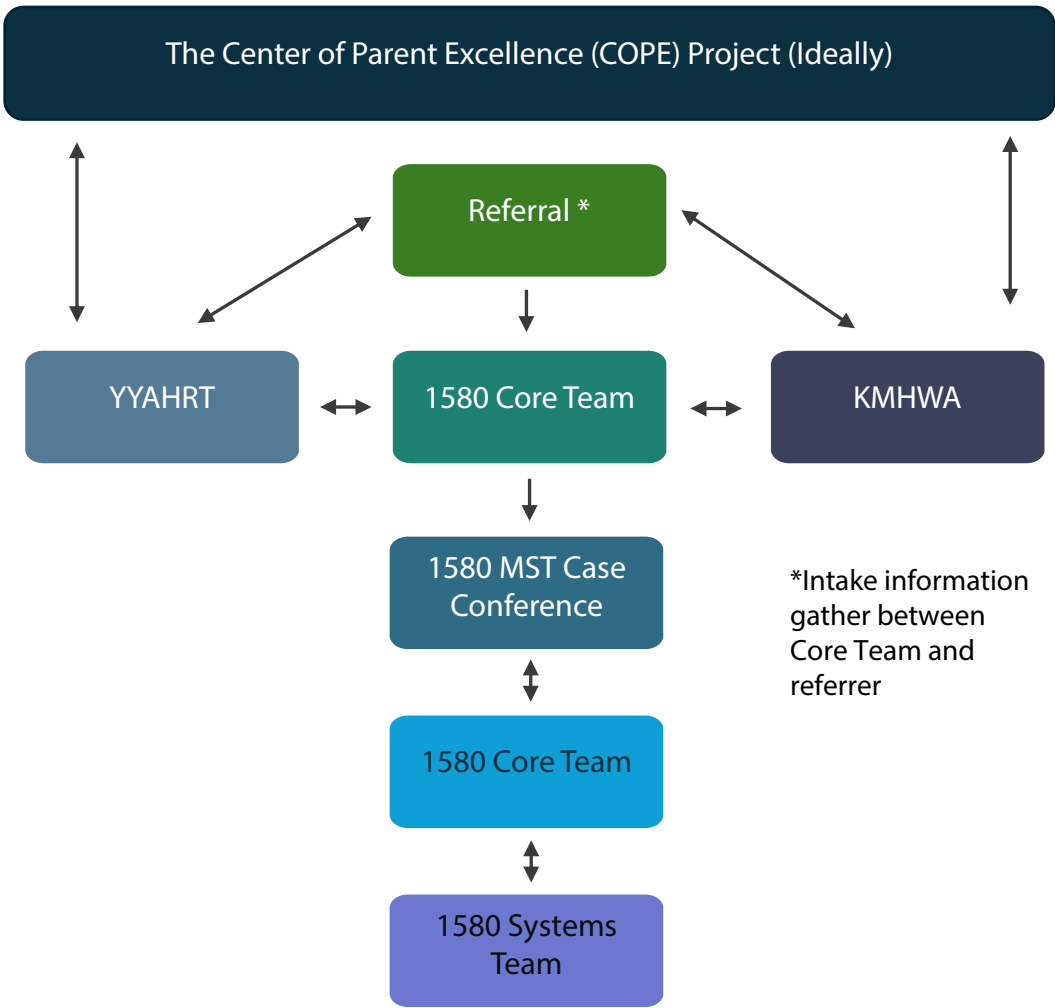 The Center of Parent Excellence (COPE) Project (Ideally)
Referral *
YYAHRT
1580 Core Team
KMHWA
1580 MST Case
Conference
*Intake information
gather between
Core Team and
referrer
1580 Core Team
1580 Systems
Team